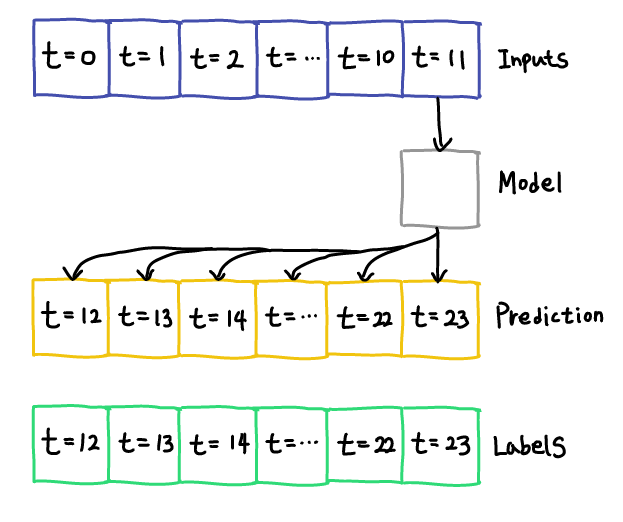 t=0 t=1 t=2 t=… t=10 t=11 Inputs
Model
t=12 t=13 t=14 t=… t=22 t=23 Prediction
t=12 t=13 t=14 t=… t=22 t=23 Labels